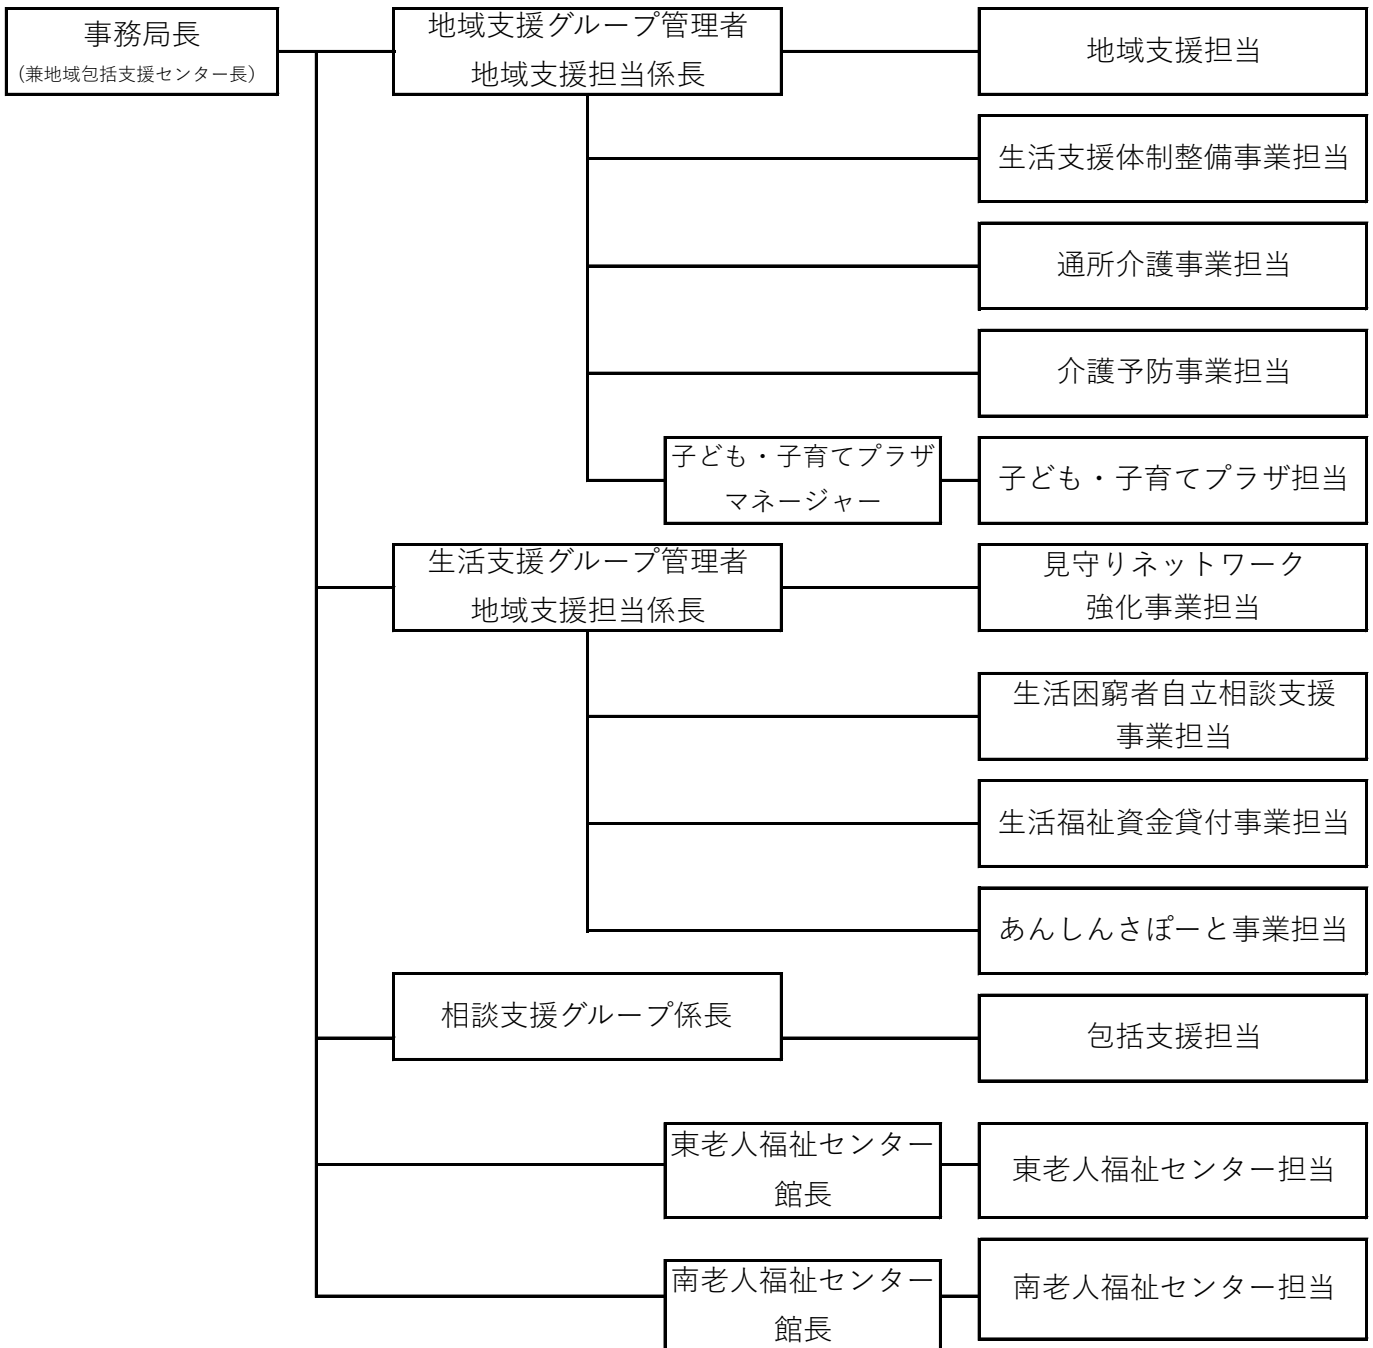 事務局長
(兼地域包括支援センター長)
地域支援グループ管理者
地域支援担当係長
地域支援担当
生活支援体制整備事業担当
通所介護事業担当
介護予防事業担当
子ども・子育てプラザ
マネージャー
子ども・子育てプラザ担当
生活支援グループ管理者
地域支援担当係長
見守りネットワーク
強化事業担当
生活困窮者自立相談支援
事業担当
生活福祉資金貸付事業担当
あんしんさぽーと事業担当
相談支援グループ係長
包括支援担当
東老人福祉センター
館長
東老人福祉センター担当
南老人福祉センター
館長
南老人福祉センター担当